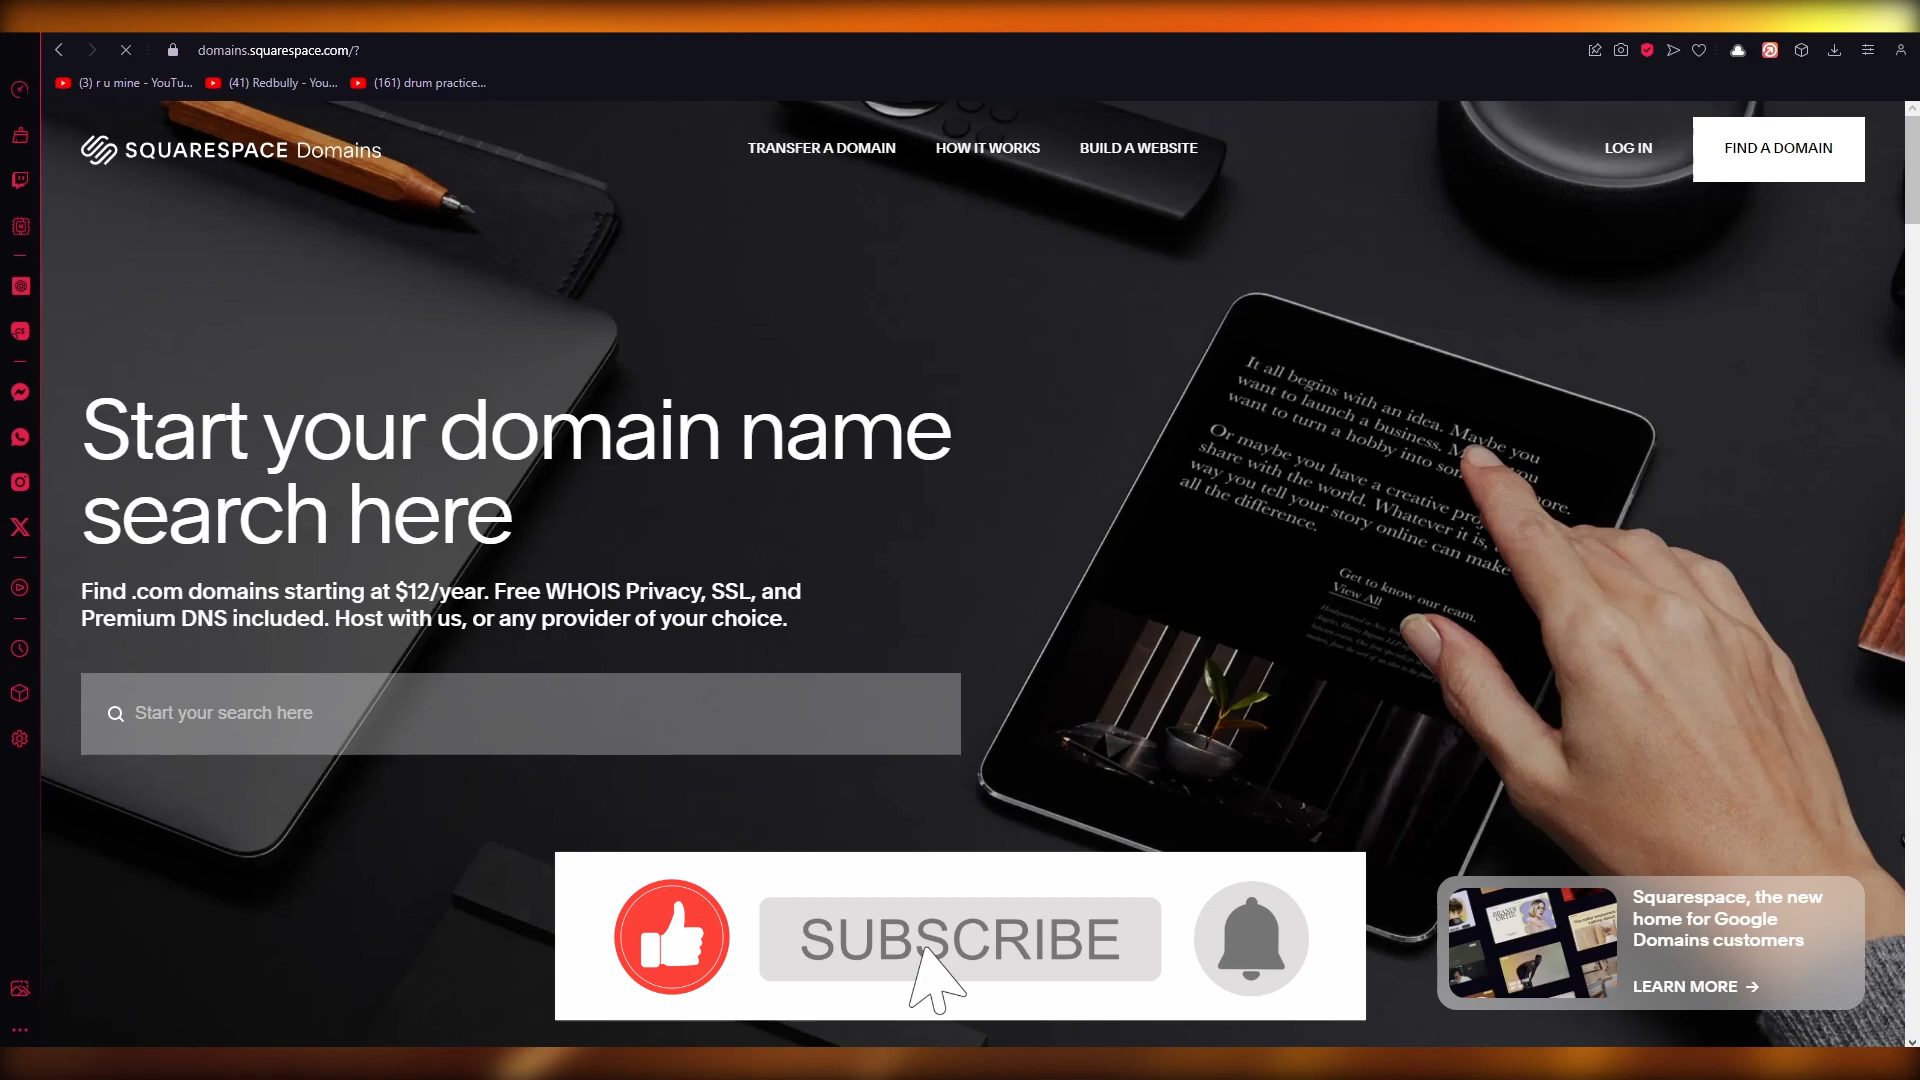 domains.squarespace.com/?
(3) r u mine - YouTu...
(41) Redbully - You...
(161) drum practice...
SQUARESPACE Domains
TRANSFER A DOMAIN
HOW IT WORKS
BUILD A WEBSITE
LOG IN
FIND A DOMAIN
Start your domain name
search here
Find .com domains starting at $12/year. Free WHOIS Privacy, SSL, and
Premium DNS included. Host with us, or any provider of your choice.
Start your search here
It all begins with an idea. Maybe you
want to launch a business. you
want to turn a hobby into more.
Or maybe you have a creative
share with the world. Whatever it is,
way you tell your story online can make
all the difference.
Get to know our team.
View All
SUBSCRIBE
Squarespace, the new
home for Google
Domains customers
LEARN MORE →